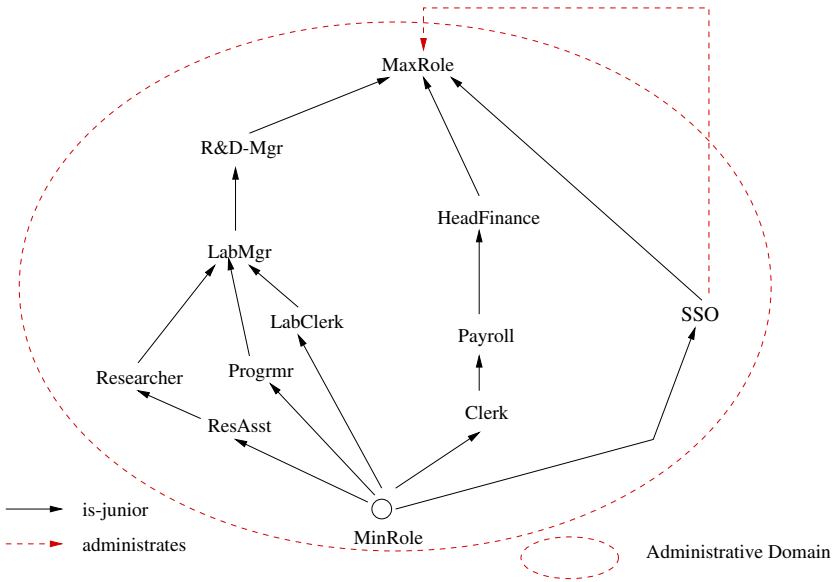 MaxRole
R&D-Mgr
HeadFinance
LabMgr
SSO
LabClerk
Payroll
Researcher
Progrmr
Clerk
ResAsst
is-junior
MinRole
administrates
Administrative Domain